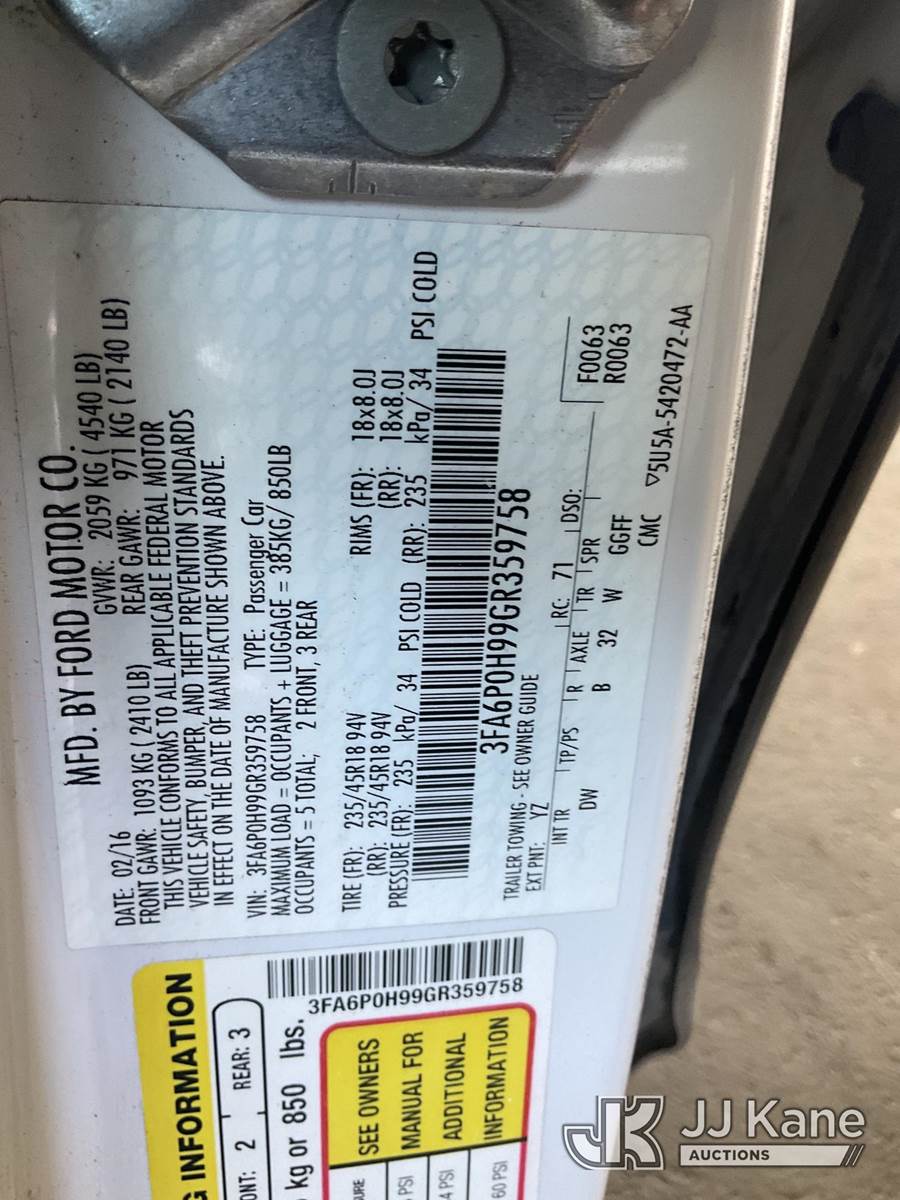 MFD. BY FORD MOTOR CO.
DATE: 02/16 GVWR: 2059 KG ( 4540 LB)
FRONT GAWR: 1093 KG ( 2410 LB) REAR GAWR: 971 KG ( 2140 LB)
THIS VEHICLE CONFORMS TO ALL APPLICABLE FEDERAL MOTOR
VEHICLE SAFETY, BUMPER, AND THEFT PREVENTION STANDARDS
IN EFFECT ON THE DATE OF MANUFACTURE SHOWN ABOVE.
VIN: 3FA6P0H99GR359758 TYPE: Passenger Car
MAXIMUM LOAD = OCCUPANTS + LUGGAGE = 385KG/ 850LB
OCCUPANTS = 5 TOTAL; 2 FRONT, 3 REAR
TIRE (FR): 235/45R18 94V RIMS (FR): 18x8.0J
(RR): 235/45R18 94V (RR): 18x8.0J
PRESSURE (FR): 235 kPa/ 34 PSI COLD (RR): 235 kPa/ 34 PSI COLD
3FA6P0H99GR359758
TRAILER TOWING - SEE OWNER GUIDE
EXT PNT: YZ RC: 71 DSO: F0063
R0063
INT TR TP/PS R AXLE TR SPR
DW B 32 W GGFF
CMC ▽5U5A-5420472-AA
INFORMATION
2 REAR: 3
kg or 850 lbs.
3FA6P0H99GR359758
SEE OWNERS
MANUAL FOR
ADDITIONAL
INFORMATION
PSI
PSI
60 PSI
JJ Kane
AUCTIONS